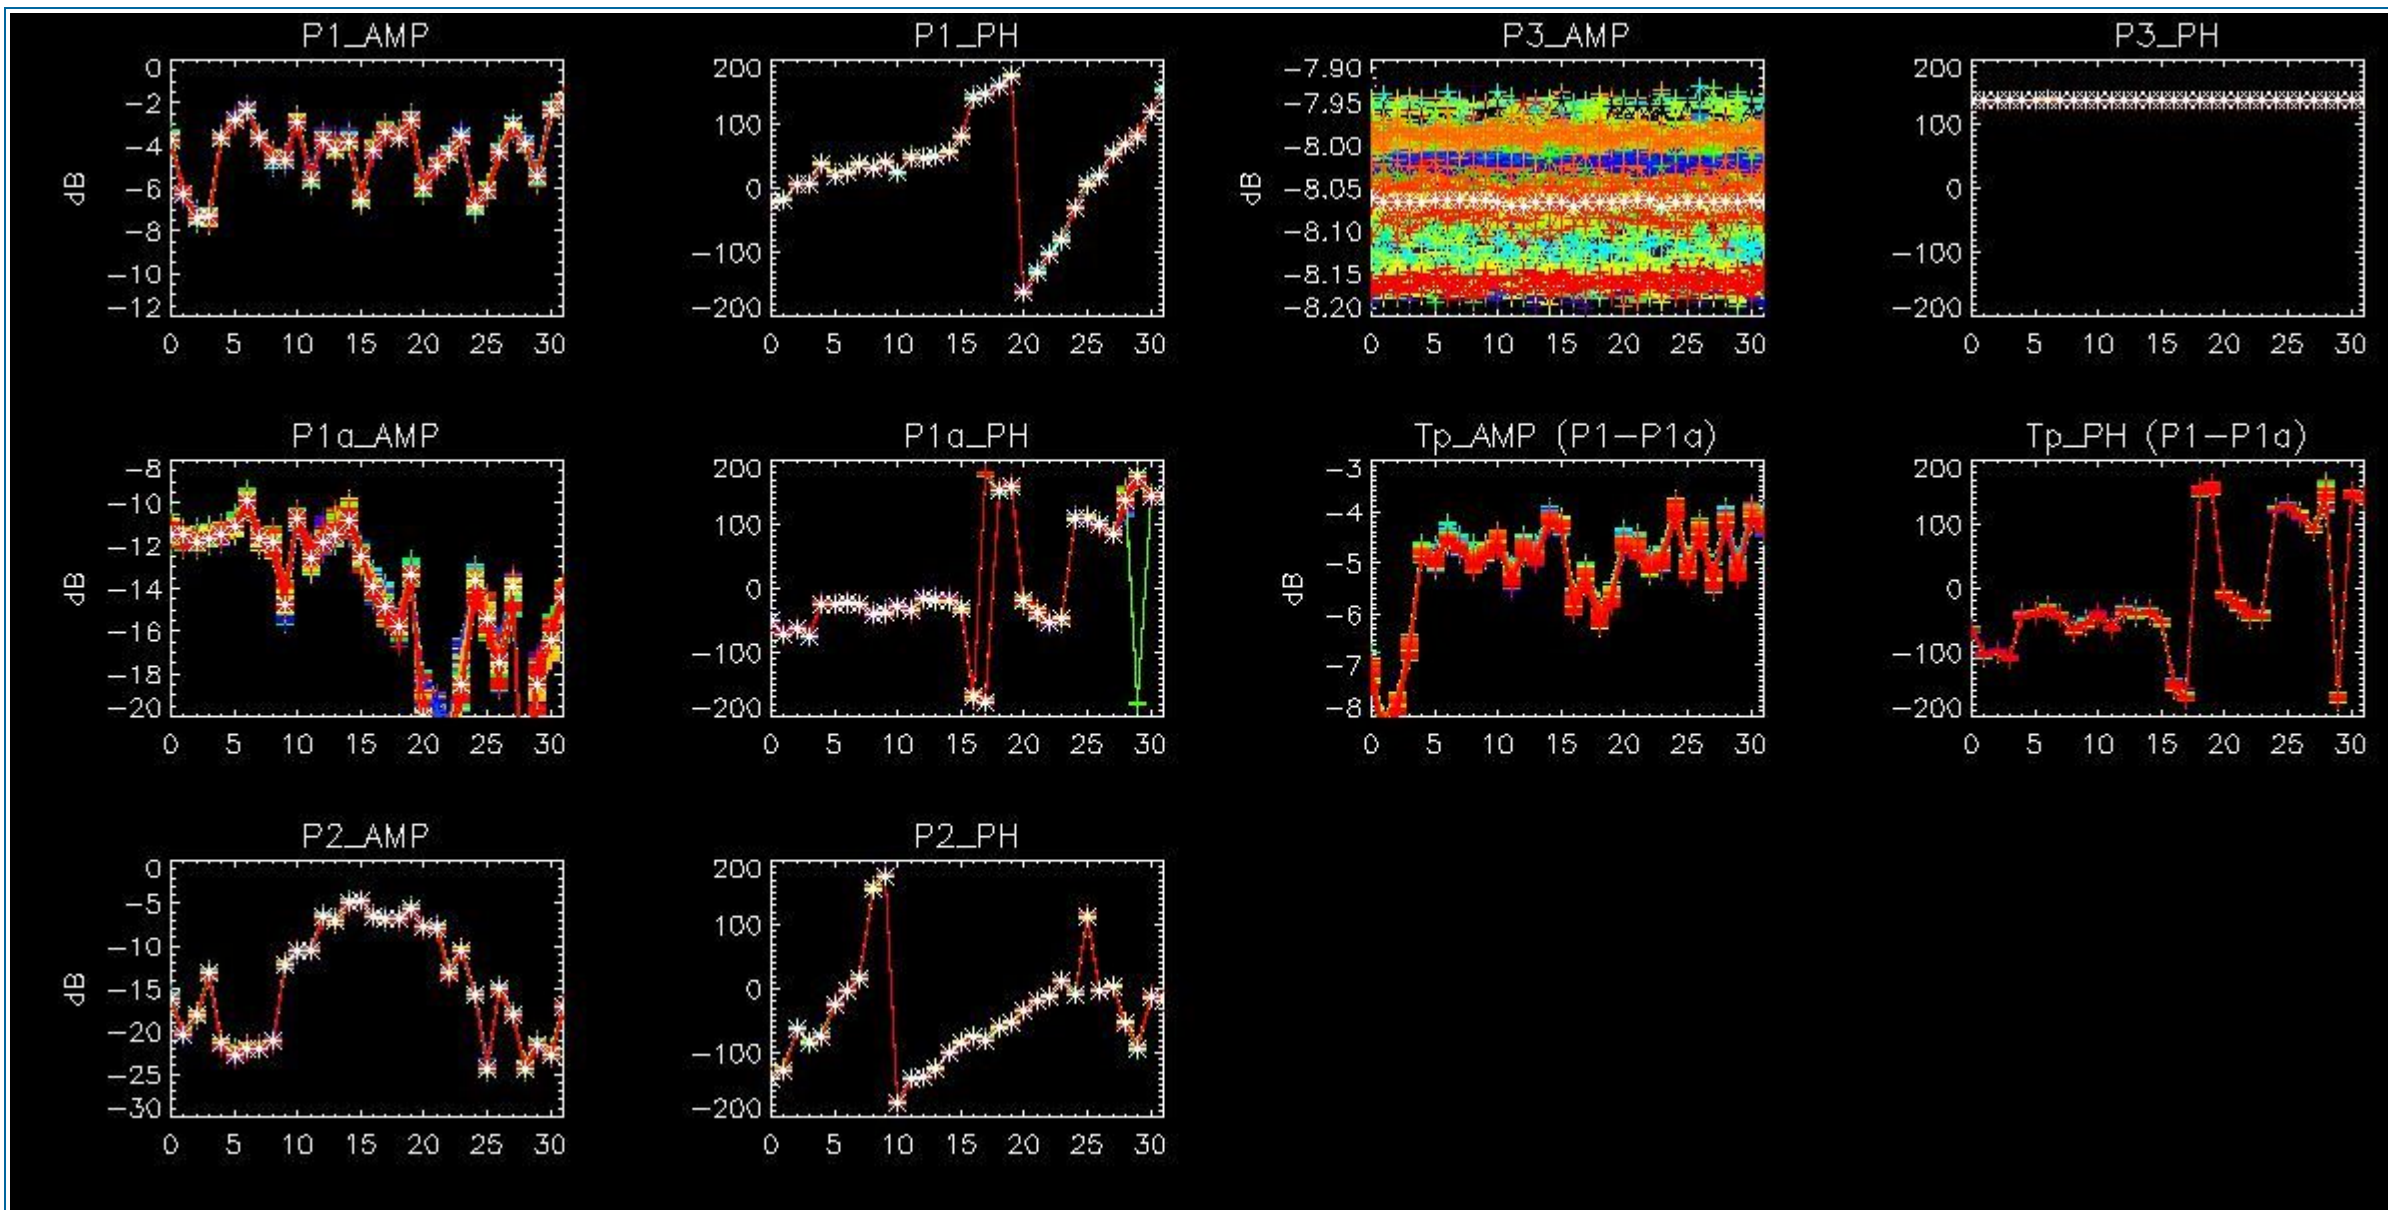 P1_AMP P1_PH P3_AMP P3_PH
0 200 −7.90 200
−2 100 −7.95 100
−4 0 −8.00 0
−6 −100 −8.05 −100
−8 −200 −8.10 −200
−10 −8.15
−12 −8.20
dB dB
0 5 10 15 20 25 30 0 5 10 15 20 25 30 0 5 10 15 20 25 30 0 5 10 15 20 25 30
P1a_AMP P1a_PH Tp_AMP (P1−P1a) Tp_PH (P1−P1a)
−8 200 −3 200
−10 100 −4 100
−12 0 −5 0
−14 −100 −6 −100
−16 −200 −7 −200
−18 −8
−20
dB dB
0 5 10 15 20 25 30 0 5 10 15 20 25 30 0 5 10 15 20 25 30 0 5 10 15 20 25 30
P2_AMP P2_PH
0 200
−5 100
−10 0
−15 −100
−20 −200
−25
−30
dB
0 5 10 15 20 25 30 0 5 10 15 20 25 30